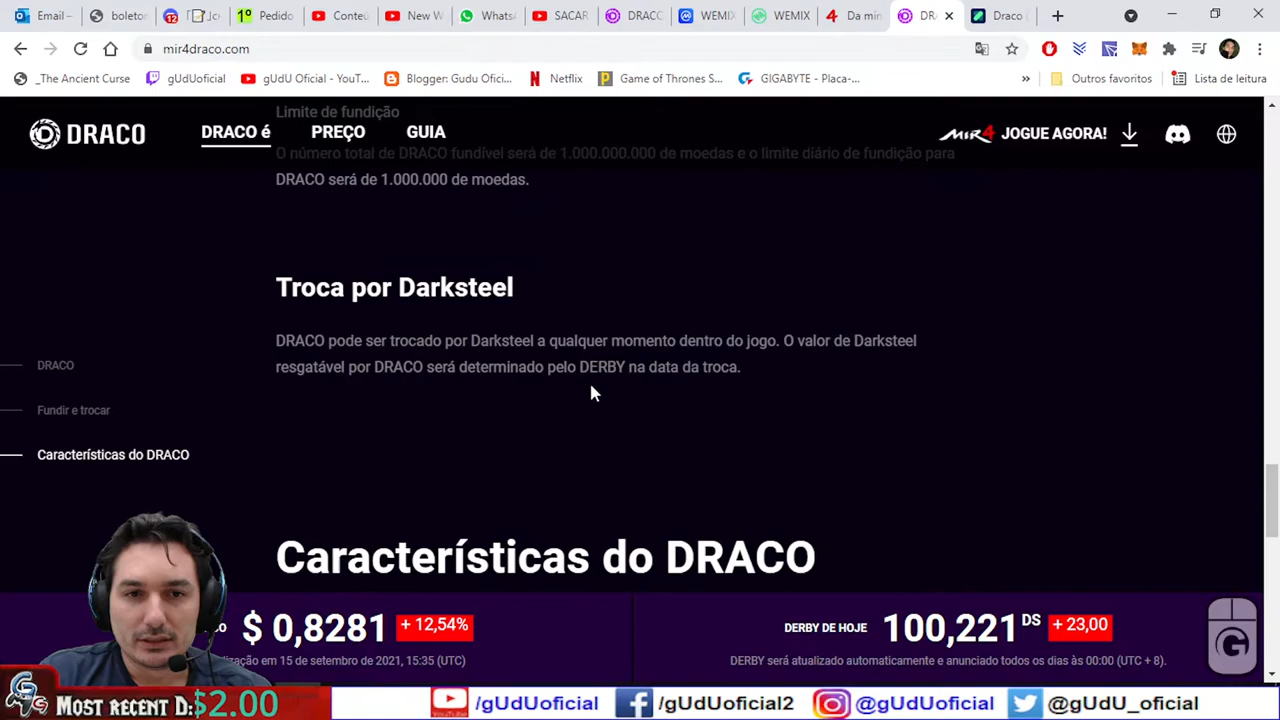 Email –
boletor
12
Jc
1º
Pedido
Conteú
New W
WhatsA
SACAR
DRACO
WEMIX
WEMIX
4
Da min
DRA
Draco
mir4draco.com
_The Ancient Curse
gUdUoficial
gUdU Oficial - YouT...
Blogger: Gudu Ofici...
Netflix
Game of Thrones S...
GIGABYTE - Placa-...
»
Outros favoritos
Lista de leitura
Limite de fundição
DRACO
DRACO é
PREÇO
GUIA
MIR4
JOGUE AGORA!
O número total de DRACO fundível será de 1.000.000.000 de moedas e o limite diário de fundição para
DRACO será de 1.000.000 de moedas.
Troca por Darksteel
DRACO pode ser trocado por Darksteel a qualquer momento dentro do jogo. O valor de Darksteel
resgatável por DRACO será determinado pelo DERBY na data da troca.
DRACO
Fundir e trocar
Características do DRACO
Características do DRACO
$ 0,8281
+ 12,54%
DERBY DE HOJE
100,221 DS
+ 23,00
em 15 de setembro de 2021, 15:35 (UTC)
DERBY será atualizado automaticamente e anunciado todos os dias às 00:00 (UTC + 8).
G
Most recent D:
$2.00
/gUdUoficial
/gUdUoficial2
@gUdUoficial
@gUdU_oficial